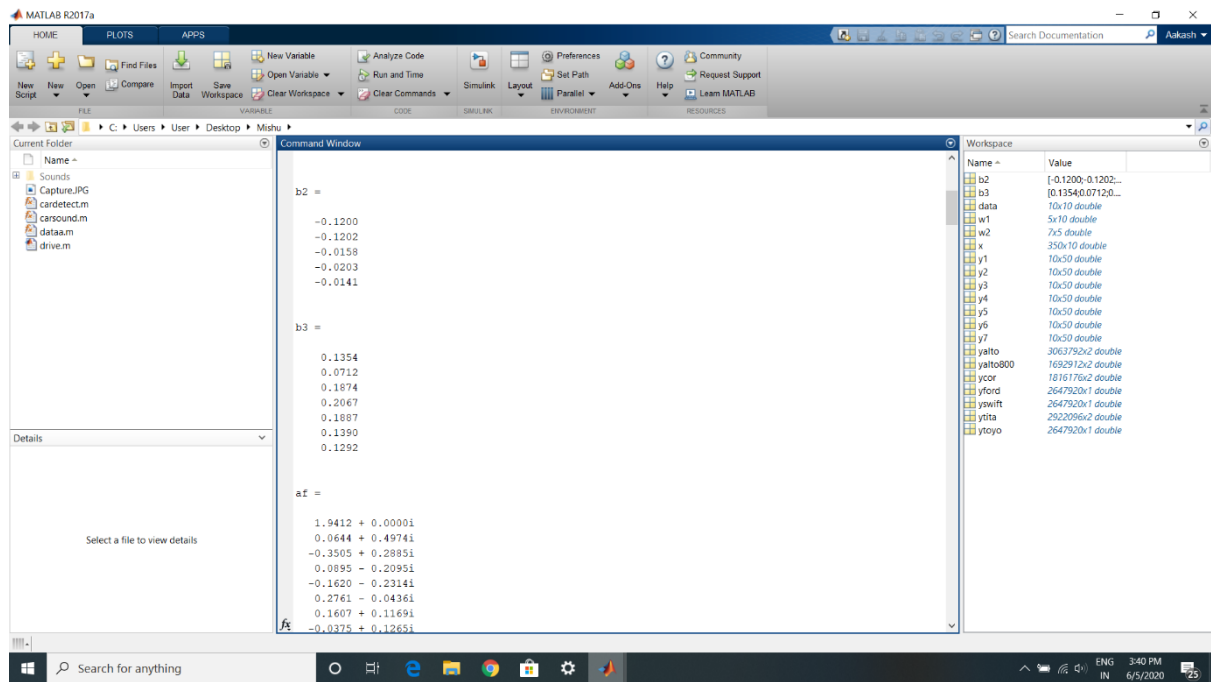 MATLAB R2017a
HOME PLOTS APPS
Search Documentation Aakash
New Script
New
Open
Find Files
Compare
Import Data
Save Workspace
New Variable
Open Variable
Clear Workspace
Analyze Code
Run and Time
Clear Commands
Simulink
Layout
Preferences
Set Path
Parallel
Add-Ons
Help
Community
Request Support
Learn MATLAB
FILE VARIABLE CODE SIMULINK ENVIRONMENT RESOURCES
C: Users User Desktop Mishu
Current Folder
Name
Sounds
Capture.JPG
cardetect.m
carsound.m
dataa.m
drive.m
Details
Select a file to view details
Command Window
b2 =
-0.1200
-0.1202
-0.0158
-0.0203
-0.0141
b3 =
0.1354
0.0712
0.1874
0.2067
0.1887
0.1390
0.1292
af =
1.9412 + 0.0000i
0.0644 + 0.4974i
-0.3505 + 0.2885i
0.0895 - 0.2095i
-0.1620 - 0.2314i
0.2761 - 0.0436i
0.1607 + 0.1169i
-0.0375 + 0.1265i
fx
Workspace
Name Value
b2 [-0.1200;-0.1202;...
b3 [0.1354;0.0712;0....
data 10x10 double
w1 5x10 double
w2 7x5 double
x 350x10 double
y1 10x50 double
y2 10x50 double
y3 10x50 double
y4 10x50 double
y5 10x50 double
y6 10x50 double
y7 10x50 double
yalto 3063792x2 double
yalto800 1692912x2 double
ycor 1816176x2 double
yford 2647920x1 double
yswift 2647920x1 double
ytita 2922096x2 double
ytoyo 2647920x1 double
Search for anything
ENG
IN
3:40 PM
6/5/2020
25